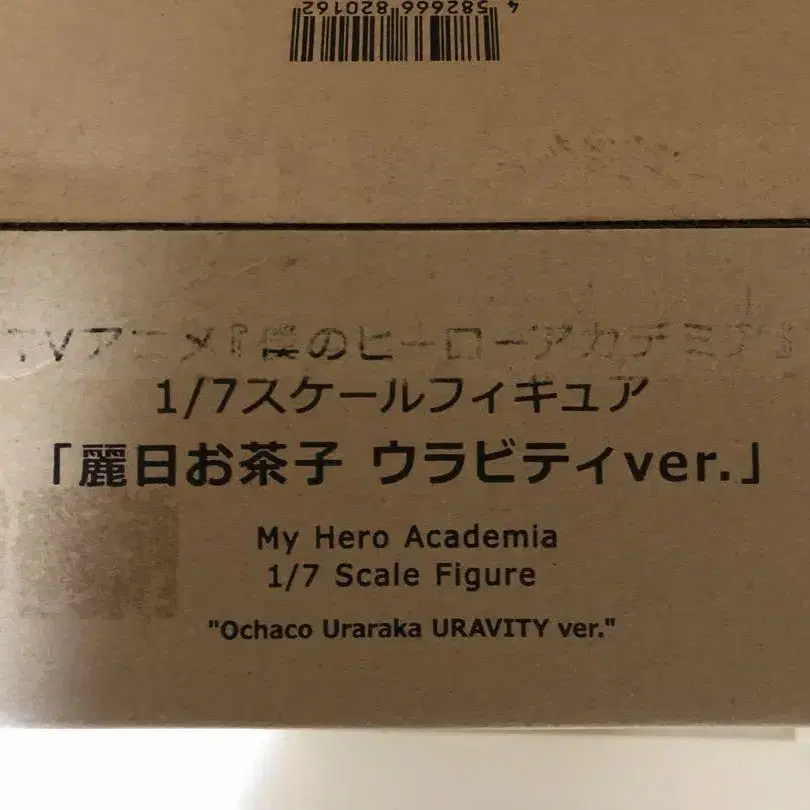 4 582666 820162
TVアニメ『僕のヒーローアカデミア』
1/7スケールフィギュア
「麗日お茶子 ウラビティver.」
My Hero Academia
1/7 Scale Figure
"Ochaco Uraraka URAVITY ver."